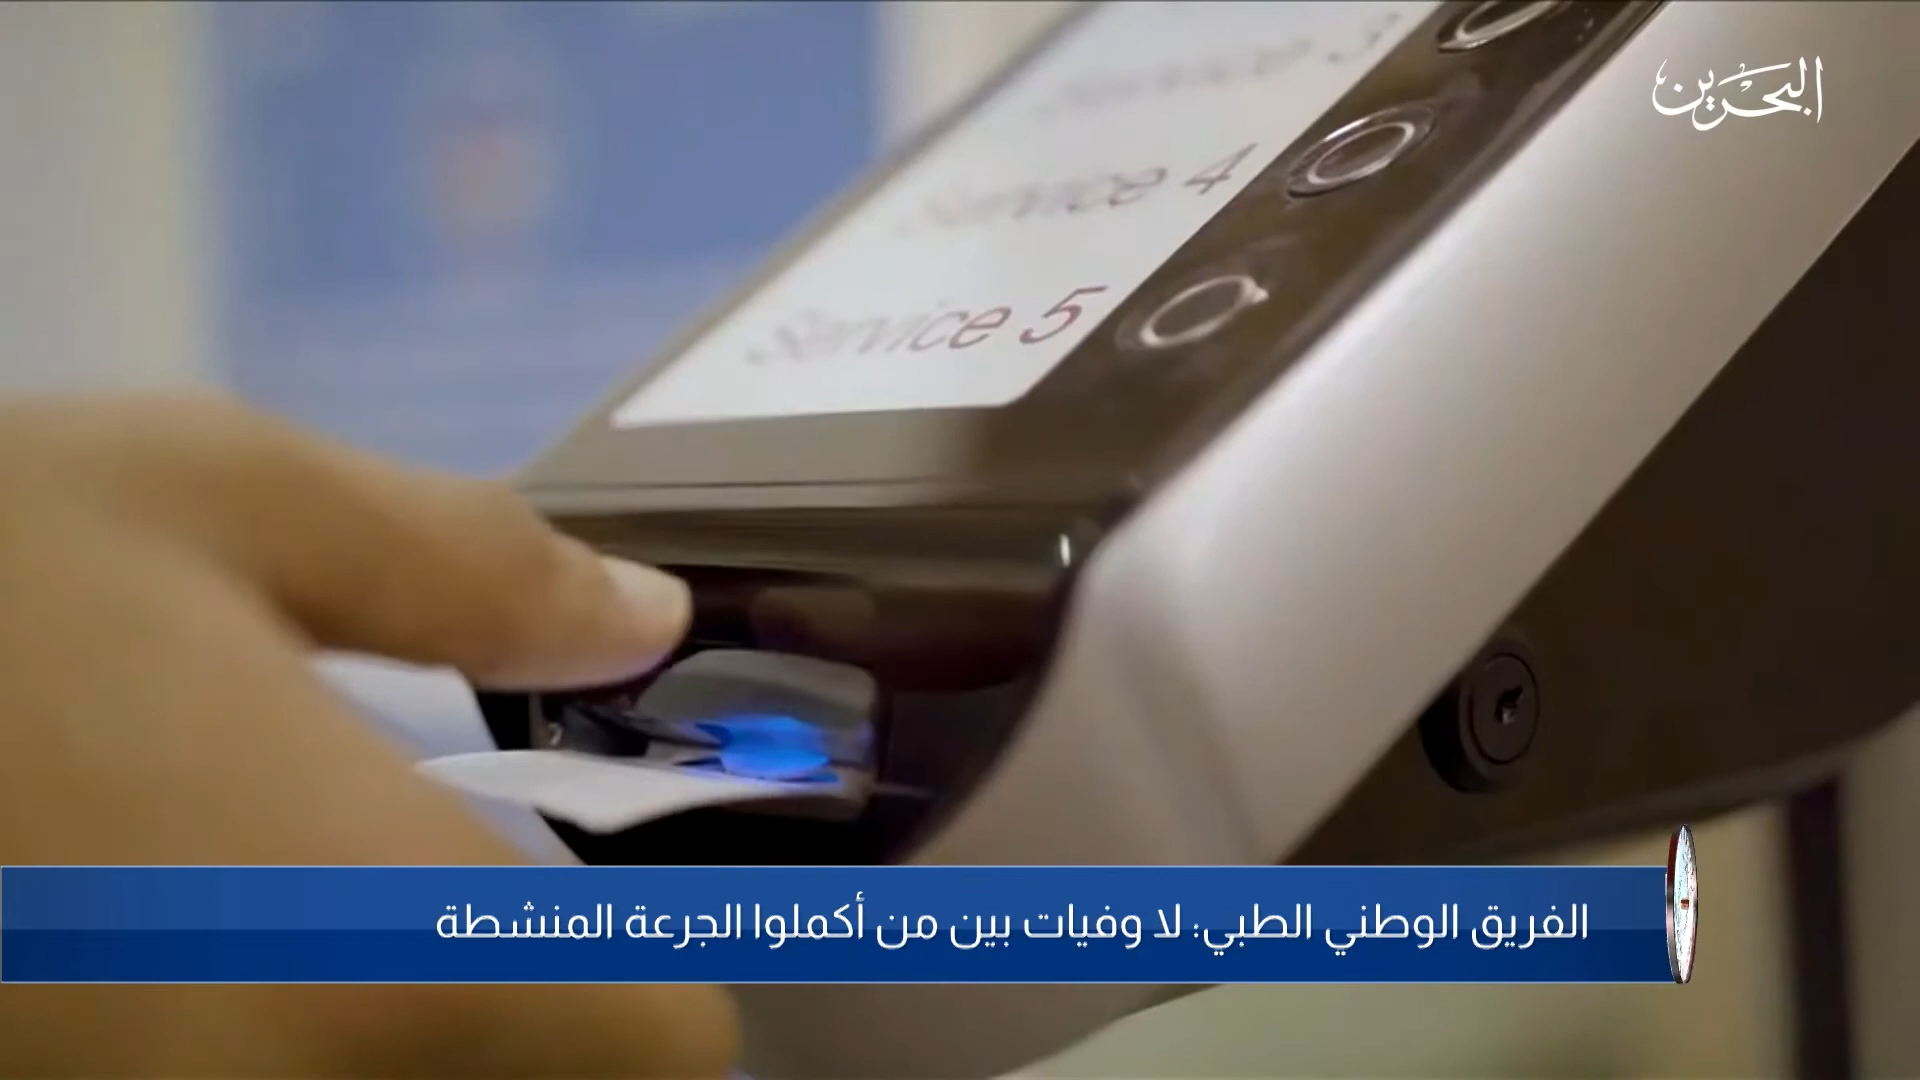 البحرين
Service 3
Service 4
Service 5
الفريق الوطني الطبي: لا وفيات بين من أكملوا الجرعة المنشطة